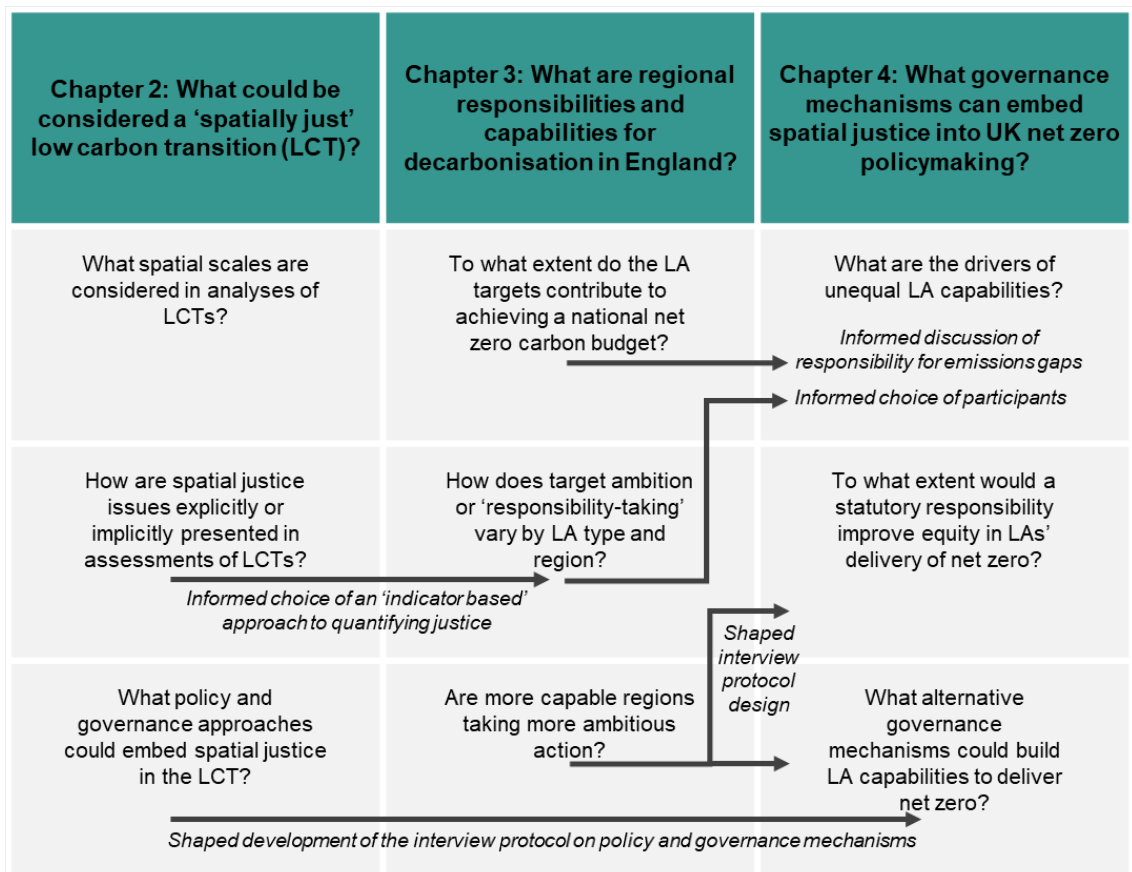 Chapter 2: What could be
considered a ‘spatially just’
low carbon transition (LCT)?
Chapter 3: What are regional
responsibilities and
capabilities for
decarbonisation in England?
Chapter 4: What governance
mechanisms can embed
spatial justice into UK net zero
policymaking?
What spatial scales are
considered in analyses of
LCTs?
To what extent do the LA
targets contribute to
achieving a national net
zero carbon budget?
What are the drivers of
unequal LA capabilities?
Informed discussion of
responsibility for emissions gaps
Informed choice of participants
How are spatial justice
issues explicitly or
implicitly presented in
assessments of LCTs?
Informed choice of an ‘indicator based’
approach to quantifying justice
How does target ambition
or ‘responsibility-taking’
vary by LA type and
region?
To what extent would a
statutory responsibility
improve equity in LAs’
delivery of net zero?
Shaped
interview
protocol
design
What policy and
governance approaches
could embed spatial justice
in the LCT?
Are more capable regions
taking more ambitious
action?
What alternative
governance
mechanisms could build
LA capabilities to deliver
net zero?
Shaped development of the interview protocol on policy and governance mechanisms